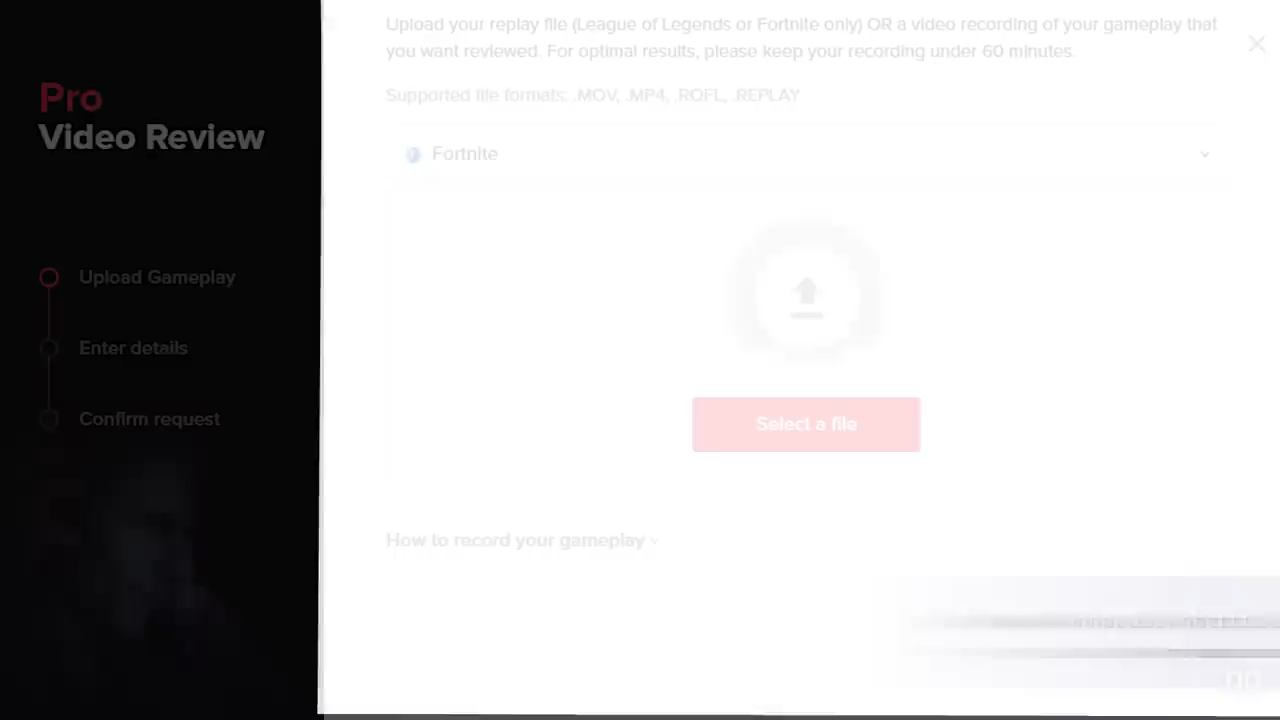 Upload your replay file (League of Legends or Fortnite only) OR a video recording of your gameplay that
you want reviewed. For optimal results, please keep your recording under 60 minutes.
Supported file formats: .MOV, .MP4, .ROFL, .REPLAY
Pro
Video Review
Fortnite
Upload Gameplay
Enter details
Confirm request
Select a file
How to record your gameplay